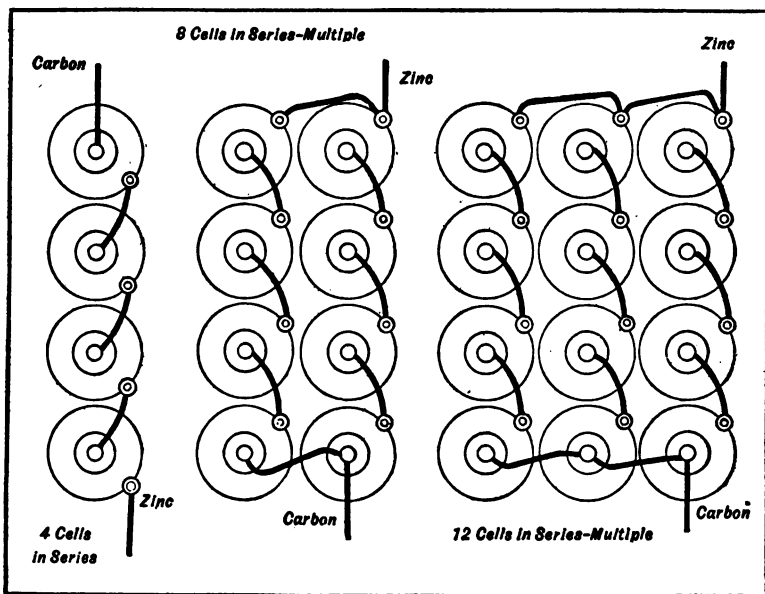 8 Cells in Series-Multiple
Carbon
Zinc
Zinc
Zinc
4 Cells
in Series
Carbon
12 Cells in Series-Multiple
Carbon